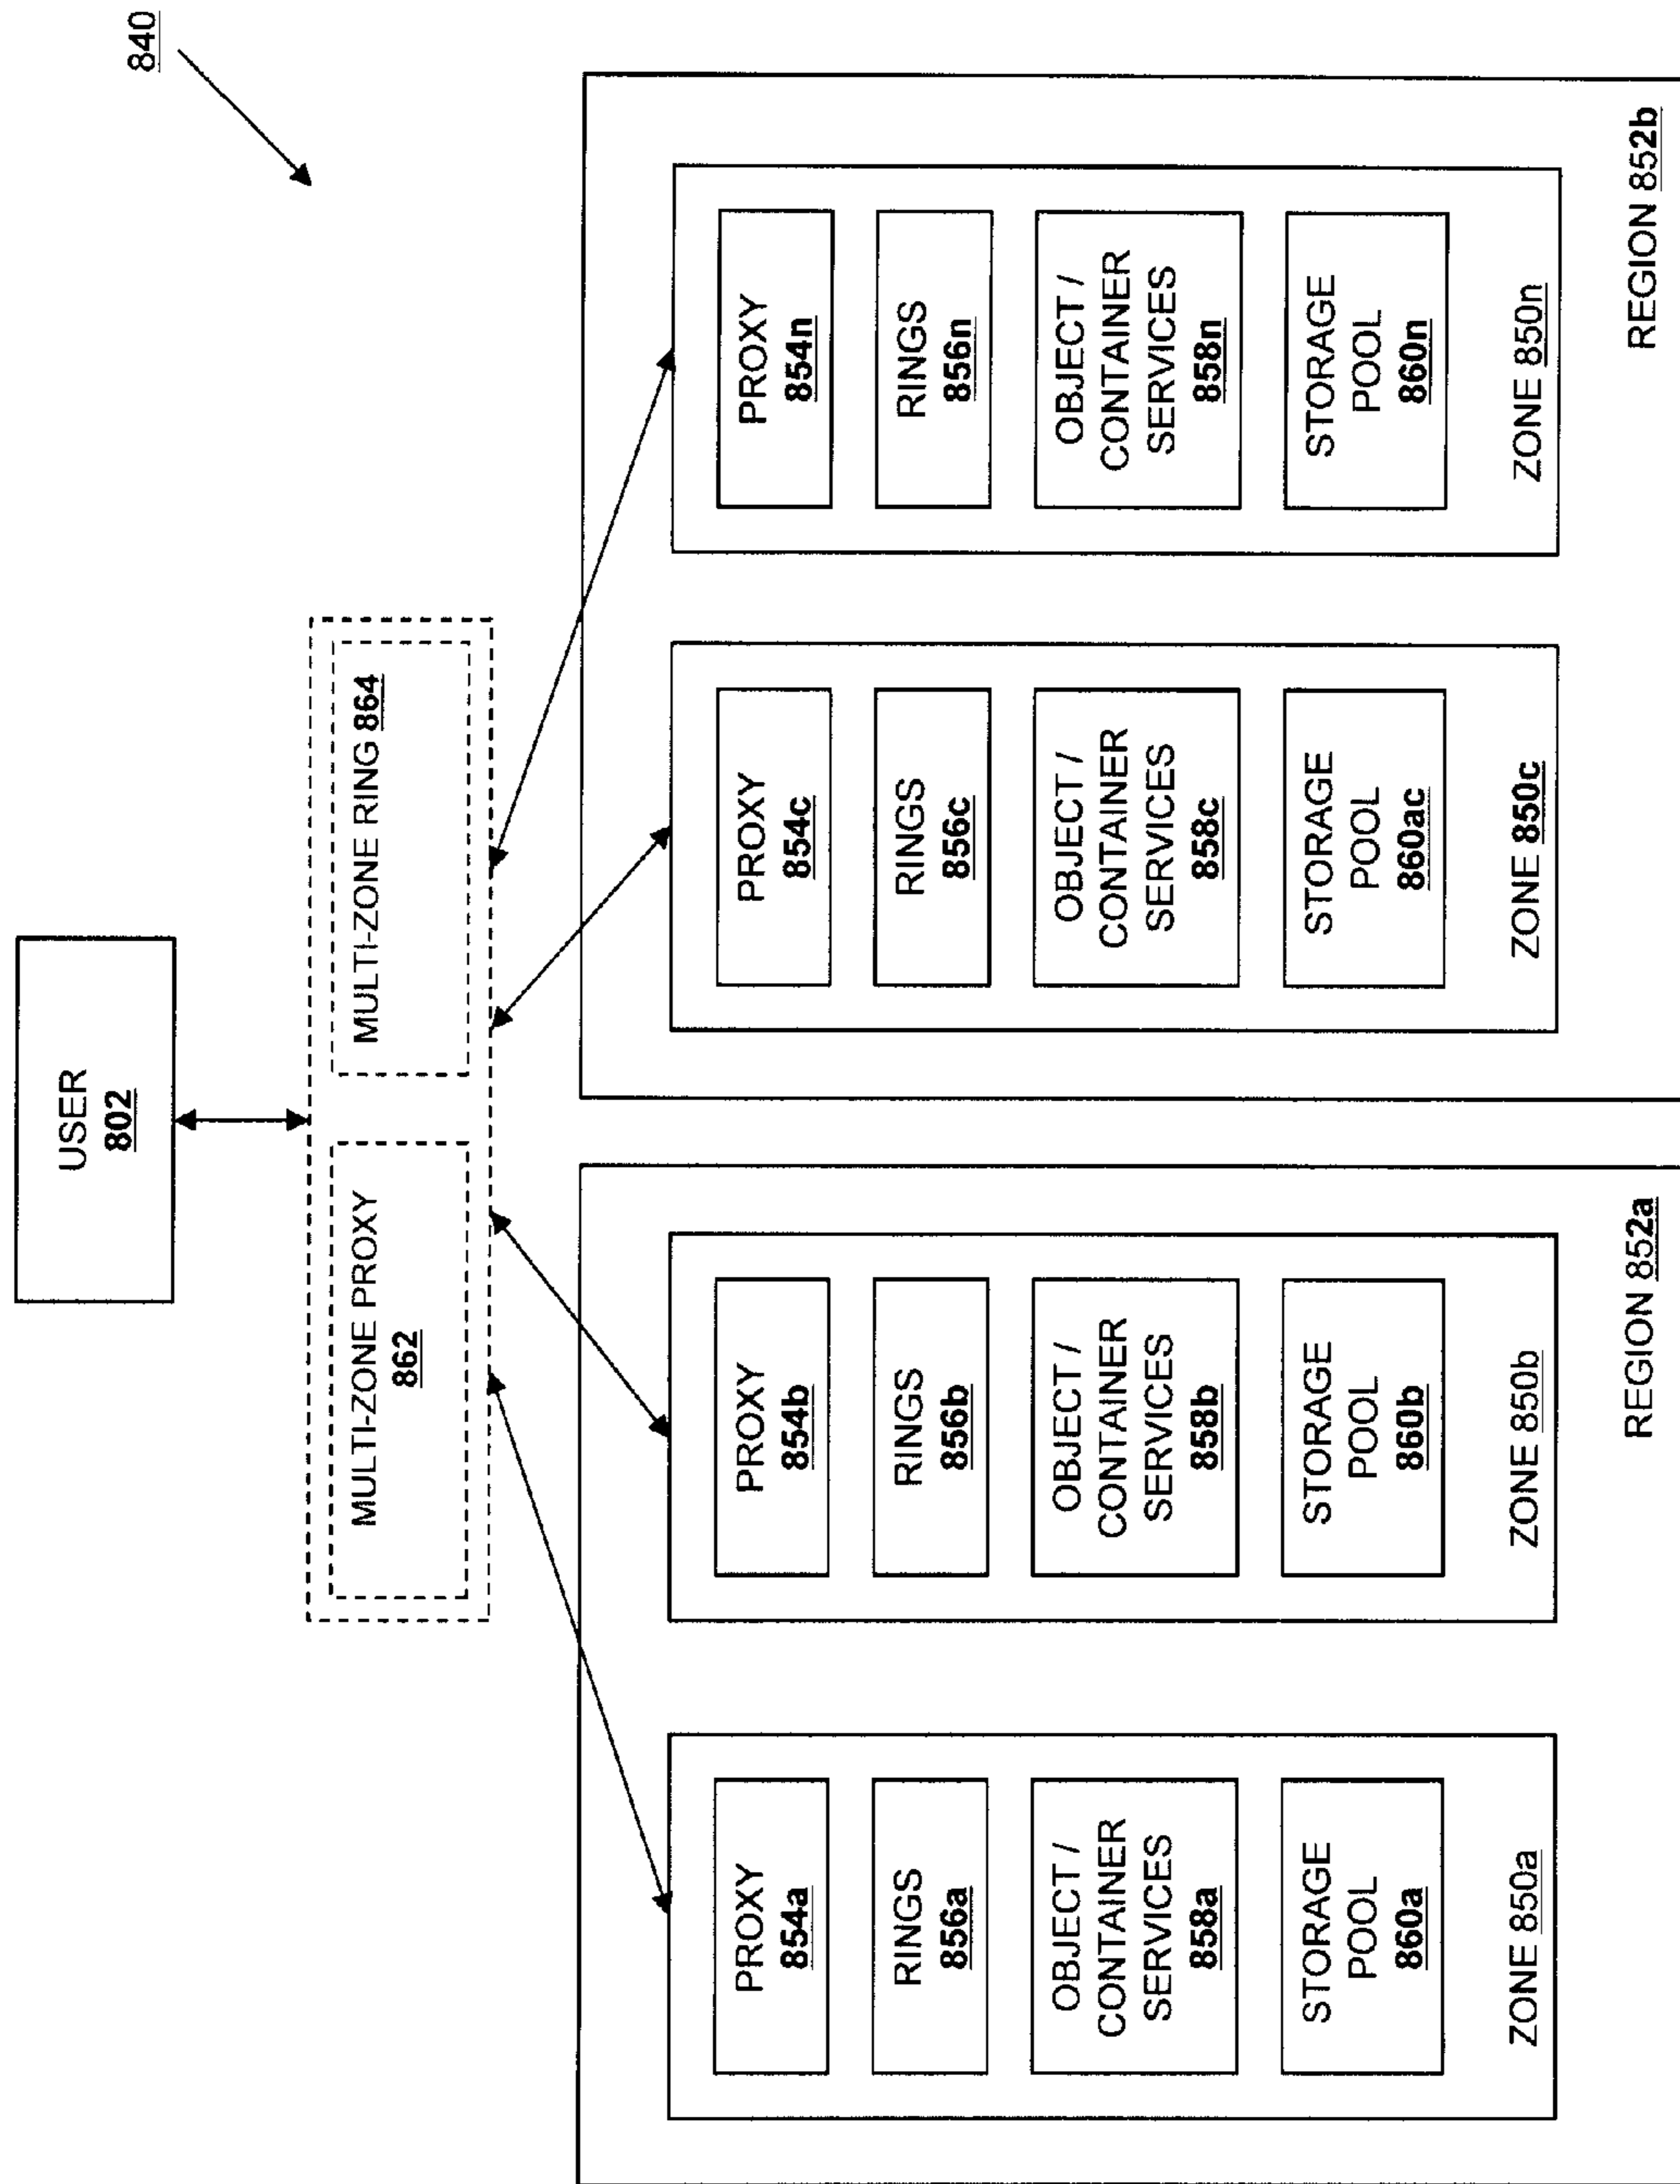 840
USER
802
MULTI-ZONE PROXY
862
MULTI-ZONE RING 864
PROXY
854a
RINGS
856a
OBJECT /
CONTAINER
SERVICES
858a
STORAGE
POOL
860a
ZONE 850a
PROXY
854b
RINGS
856b
OBJECT /
CONTAINER
SERVICES
858b
STORAGE
POOL
860b
ZONE 850b
REGION 852a
PROXY
854c
RINGS
856c
OBJECT /
CONTAINER
SERVICES
858c
STORAGE
POOL
860ac
ZONE 850c
PROXY
854n
RINGS
856n
OBJECT /
CONTAINER
SERVICES
858n
STORAGE
POOL
860n
ZONE 850n
REGION 852b